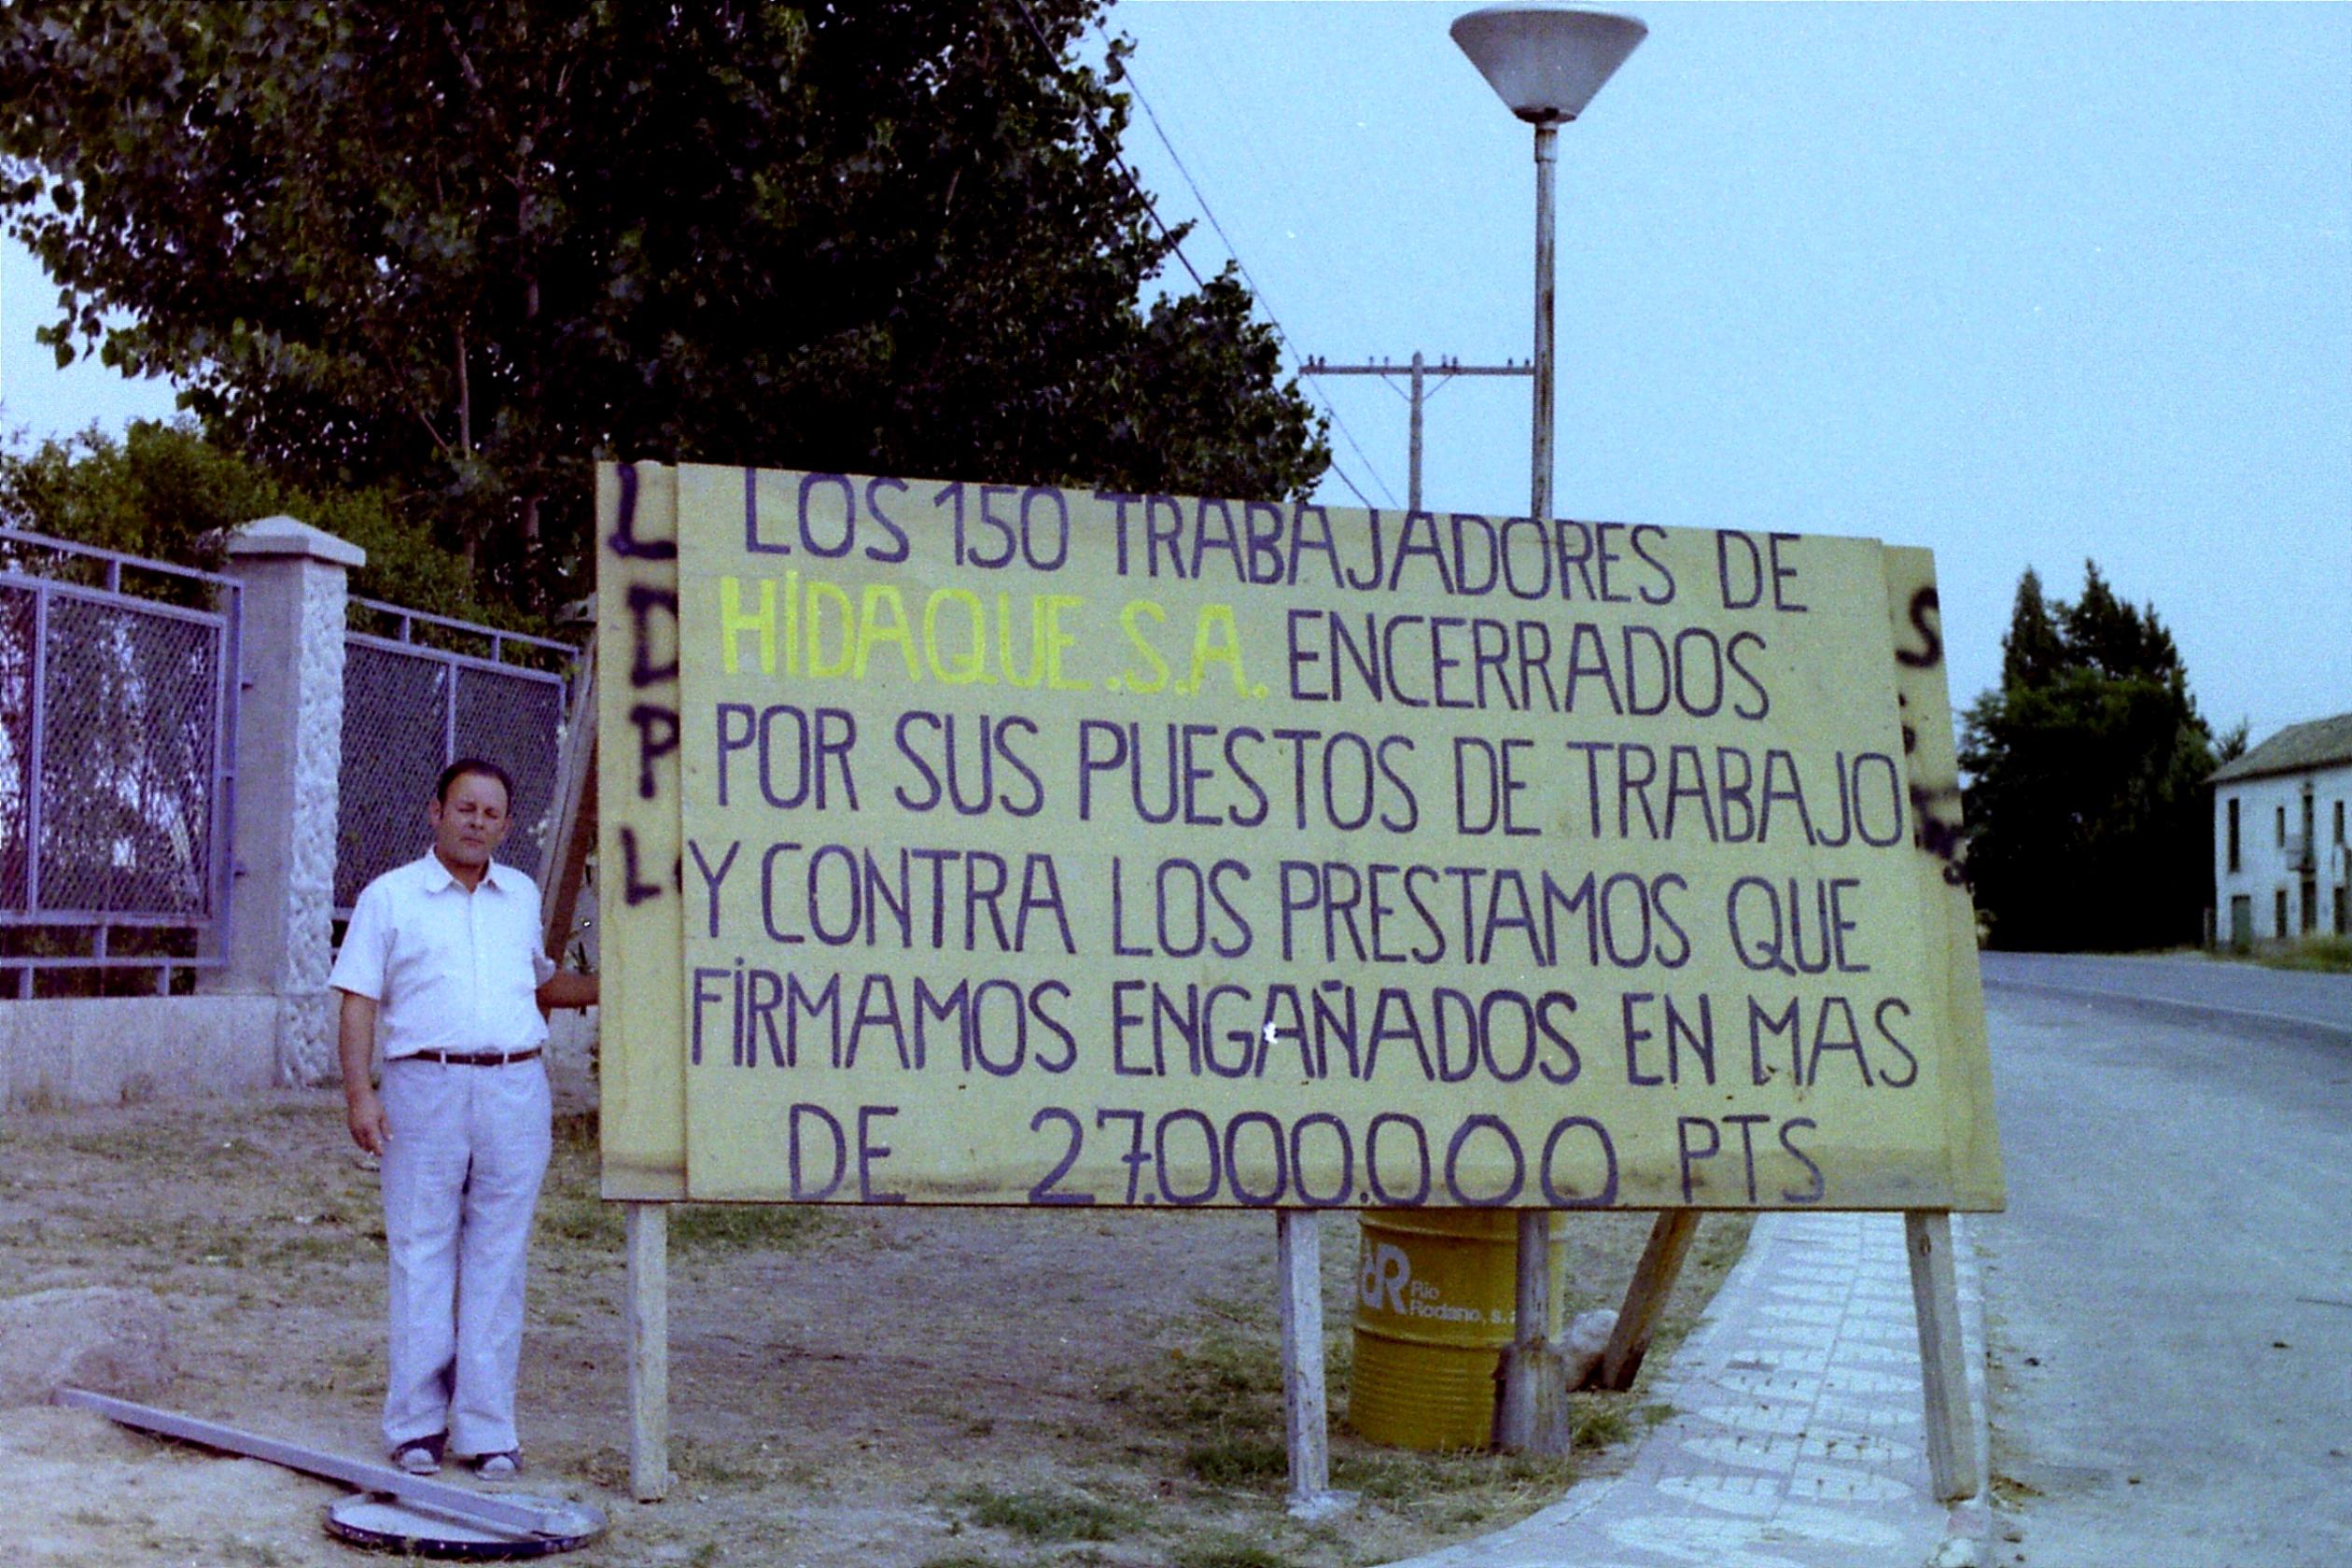 LOS 150 TRABAJADORES DE
HIDAQUE.S.A. ENCERRADOS
POR SUS PUESTOS DE TRABAJO
Y CONTRA LOS PRESTAMOS QUE
FIRMAMOS ENGAÑADOS EN MAS
DE 27.000.000 PTS
L
D
P
L
S
Rio
Rodano, s.